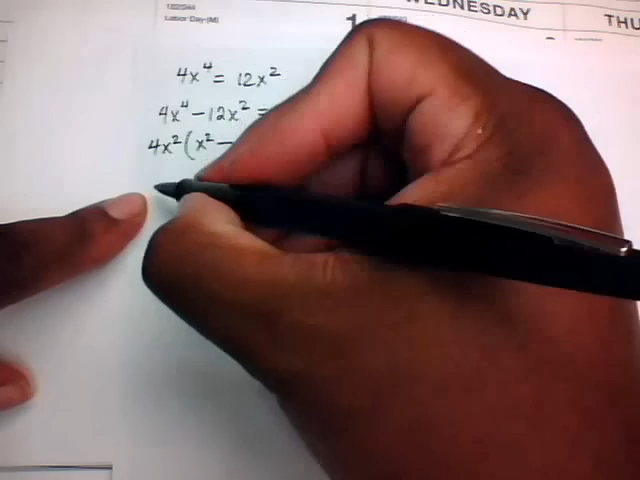 WEDNESDAY
THU
Labor Day (M)
1
4x⁴ = 12x²
4x⁴ - 12x² =
4x² (x² -